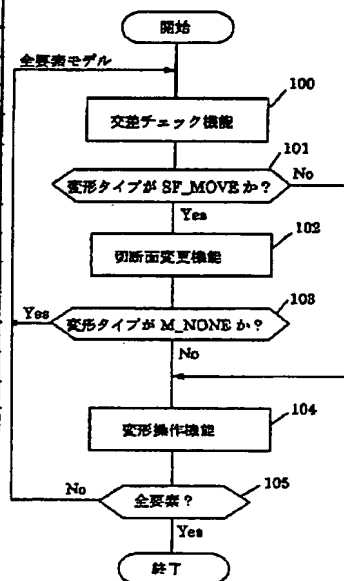 開始
全要素モデル
100
交差チェック機能
101
変形タイプが SF_MOVE か?
No
Yes
102
切断面変更機能
103
変形タイプが M_NONE か?
Yes
No
104
変形操作機能
105
全要素?
No
Yes
終了